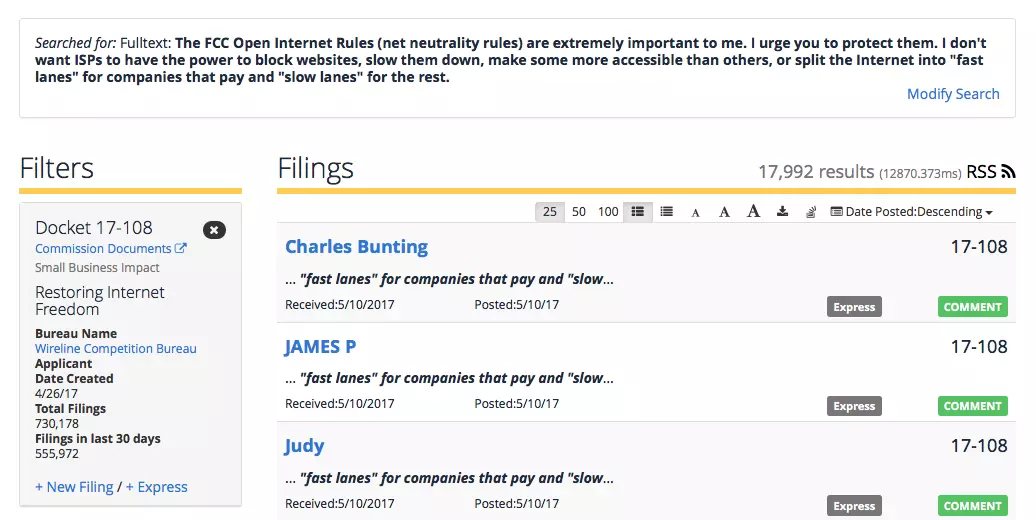 Searched for: Fulltext: The FCC Open Internet Rules (net neutrality rules) are extremely important to me. I urge you to protect them. I don't
want ISPs to have the power to block websites, slow them down, make some more accessible than others, or split the Internet into "fast
lanes" for companies that pay and "slow lanes" for the rest.
Modify Search
Filters
Docket 17-108
Commission Documents
Small Business Impact
Restoring Internet
Freedom
Bureau Name
Wireline Competition Bureau
Applicant
Date Created
4/26/17
Total Filings
730,178
Filings in last 30 days
555,972
+ New Filing / + Express
Filings
17,992 results (12870.373ms) RSS
25 50 100 A A A Date Posted:Descending
Charles Bunting 17-108
... "fast lanes" for companies that pay and "slow...
Received:5/10/2017 Posted:5/10/17 Express COMMENT
JAMES P 17-108
... "fast lanes" for companies that pay and "slow...
Received:5/10/2017 Posted:5/10/17 Express COMMENT
Judy 17-108
... "fast lanes" for companies that pay and "slow...
Received:5/10/2017 Posted:5/10/17 Express COMMENT